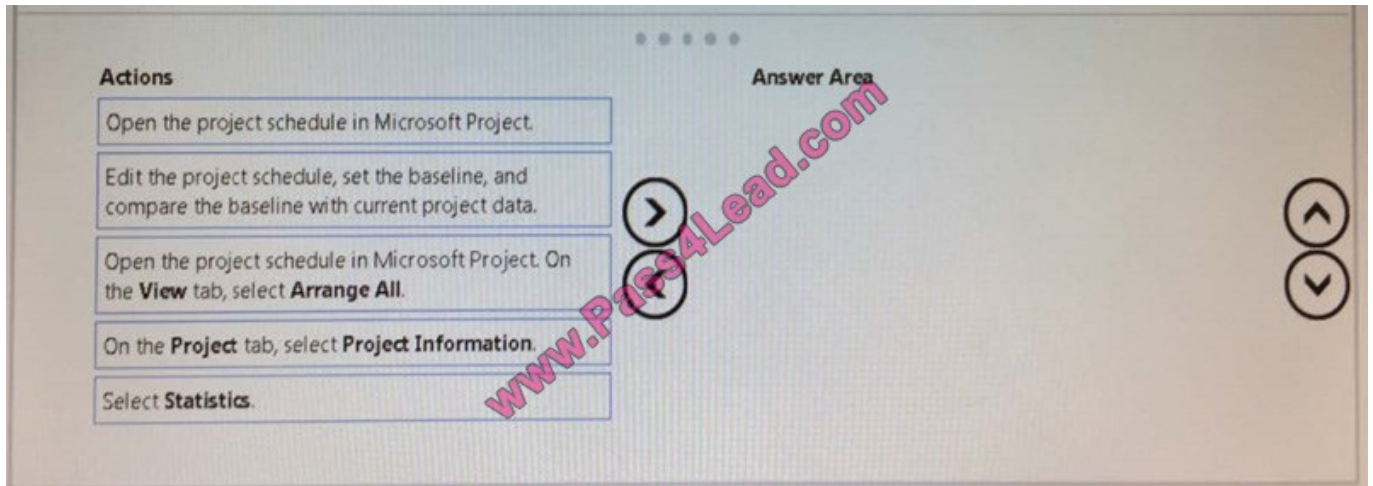 Actions
Answer Area
Open the project schedule in Microsoft Project.
Edit the project schedule, set the baseline, and
compare the baseline with current project data.
Open the project schedule in Microsoft Project. On
the View tab, select Arrange All.
On the Project tab, select Project Information.
Select Statistics.
www.Pass4Lead.com